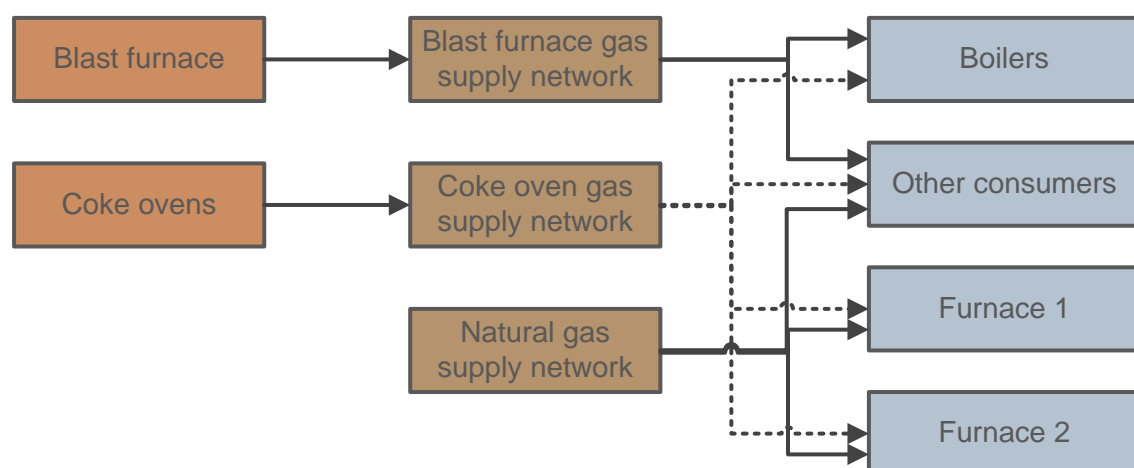 Blast furnace
Blast furnace gas
supply network
Boilers
Coke ovens
Coke oven gas
supply network
Other consumers
Natural gas
supply network
Furnace 1
Furnace 2